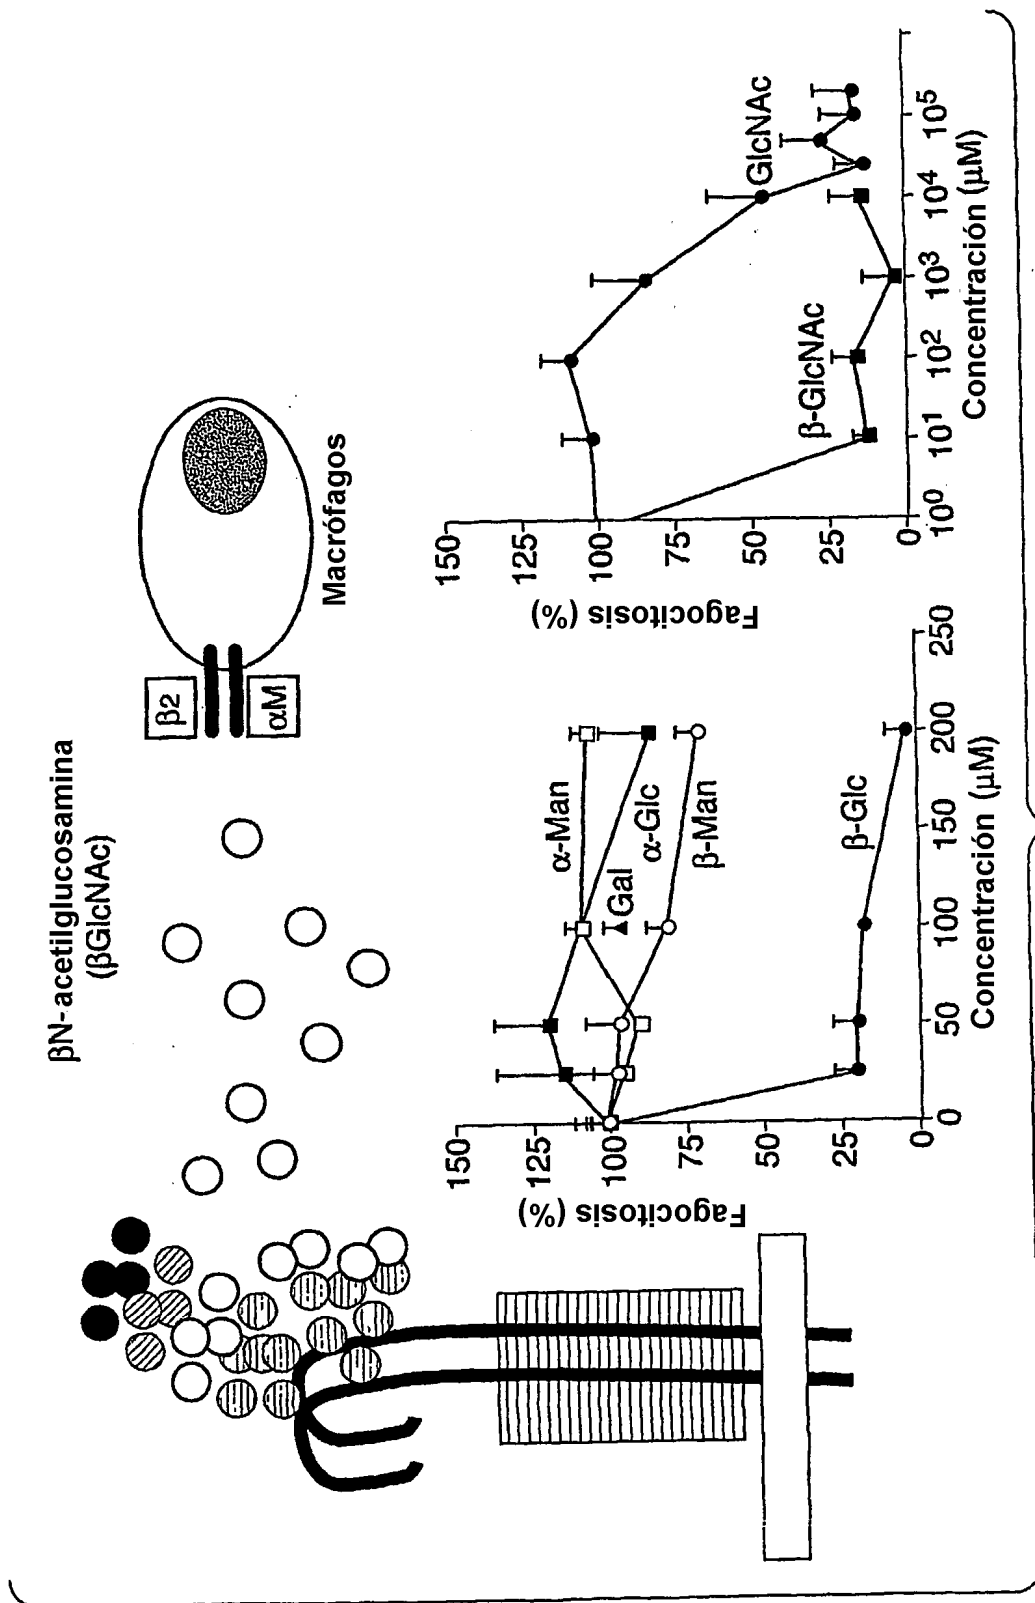 βN-acetilglucosamina
(βGlcNAc)
β2
αM
Macrófagos
Fagocitosis (%)
150
125
100
75
50
25
0
α-Man
Gal
α-Glc
β-Man
β-Glc
0
50
100
150
200
250
Concentración (μM)
Fagocitosis (%)
150
125
100
75
50
25
0
GlcNAc
β-GlcNAc
10⁰
10¹
10²
10³
10⁴
10⁵
Concentración (μM)